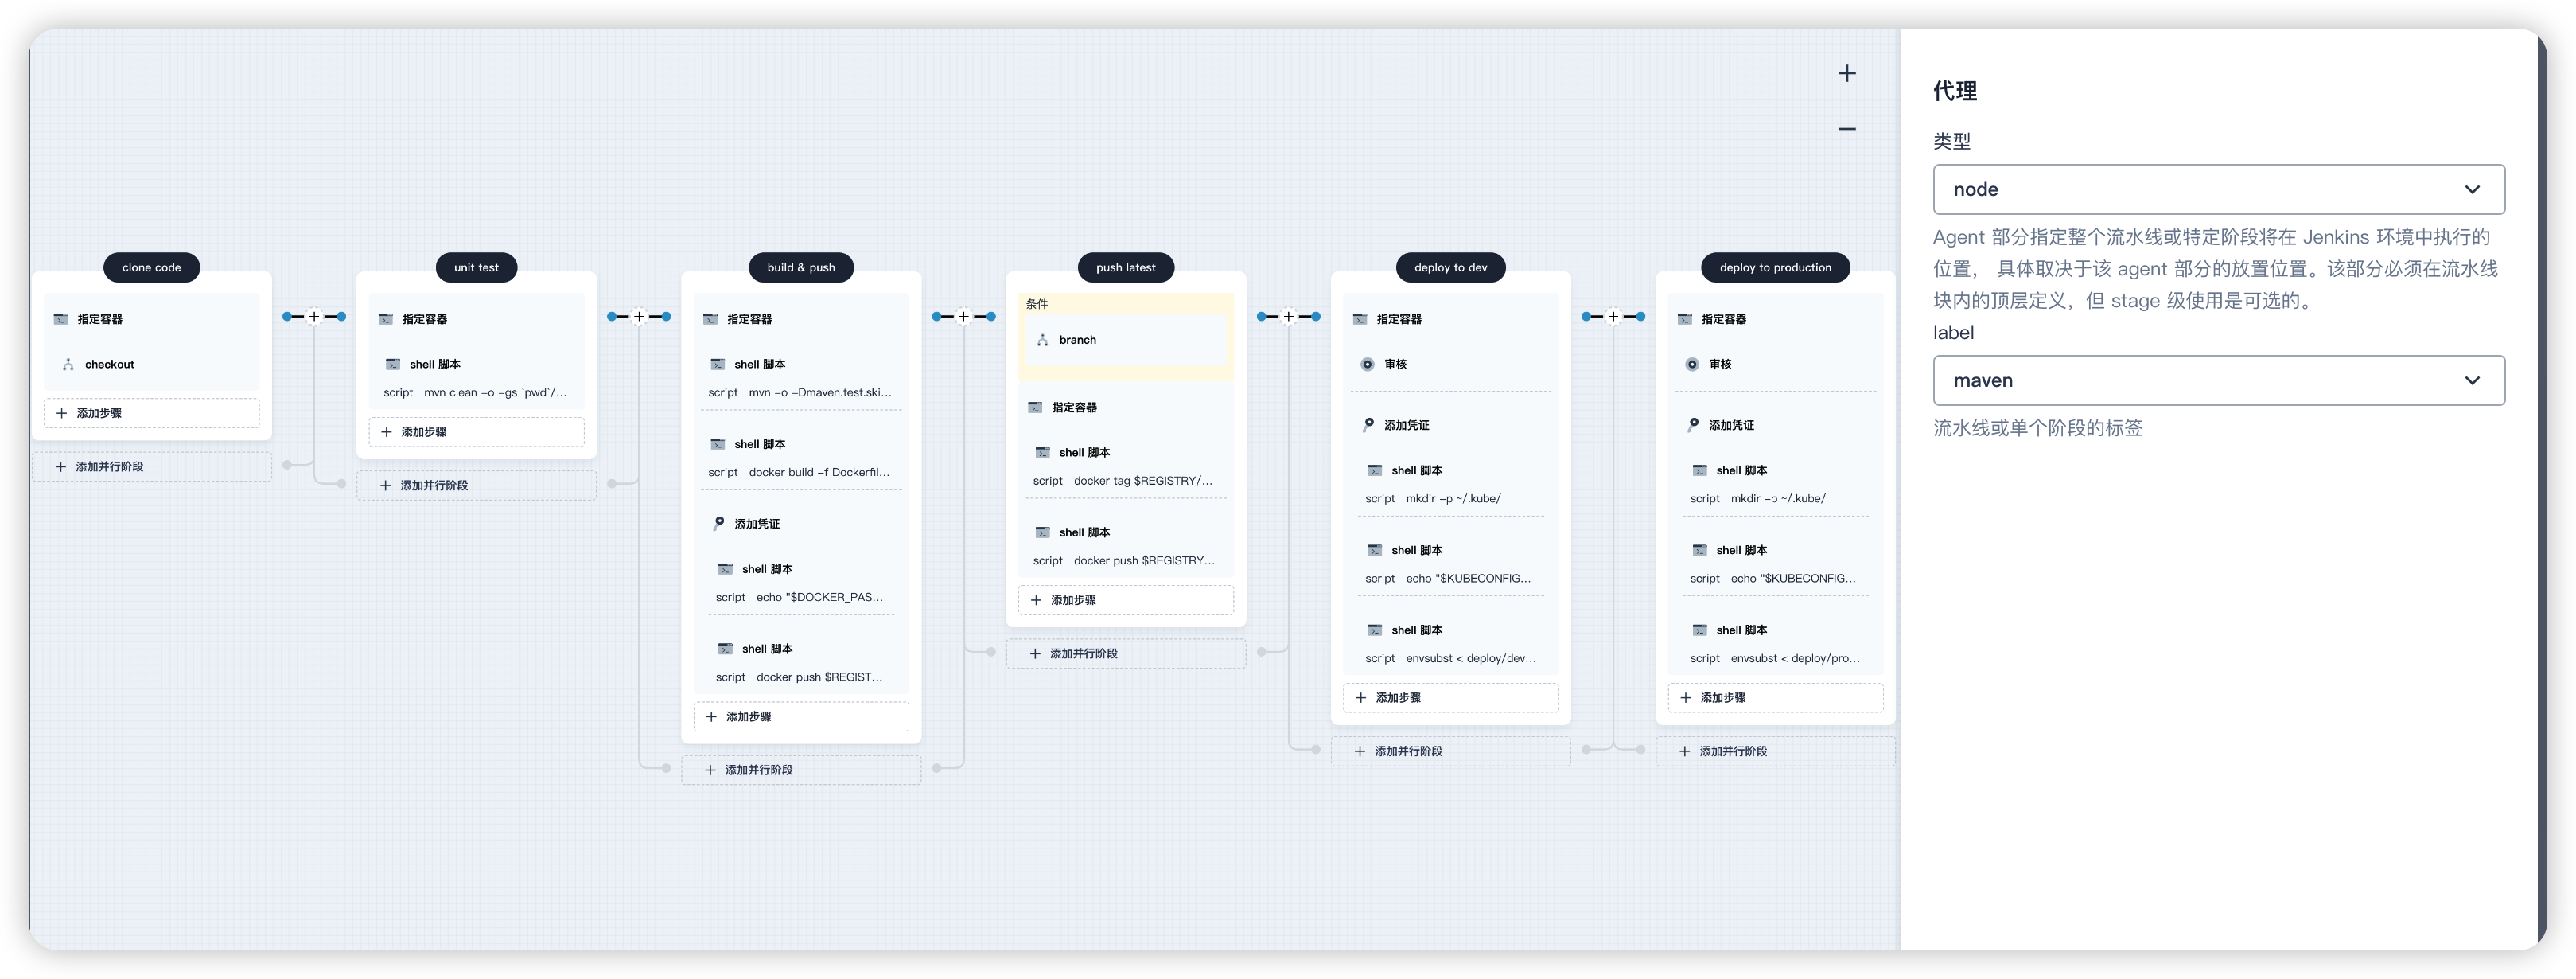 clone code
指定容器
checkout
添加步骤
添加并行阶段
unit test
指定容器
shell 脚本
script mvn clean -o -gs `pwd`/...
添加步骤
添加并行阶段
build & push
指定容器
shell 脚本
script mvn -o -Dmaven.test.ski...
shell 脚本
script docker build -f Dockerfil...
添加凭证
shell 脚本
script echo "$DOCKER_PAS...
shell 脚本
script docker push $REGIST...
添加步骤
添加并行阶段
push latest
条件
branch
指定容器
shell 脚本
script docker tag $REGISTRY/...
shell 脚本
script docker push $REGISTRY...
添加步骤
添加并行阶段
deploy to dev
指定容器
审核
添加凭证
shell 脚本
script mkdir -p ~/.kube/
shell 脚本
script echo "$KUBECONFIG...
shell 脚本
script envsubst < deploy/dev...
添加步骤
添加并行阶段
deploy to production
指定容器
审核
添加凭证
shell 脚本
script mkdir -p ~/.kube/
shell 脚本
script echo "$KUBECONFIG...
shell 脚本
script envsubst < deploy/pro...
添加步骤
添加并行阶段
代理
类型
node
Agent 部分指定整个流水线或特定阶段将在 Jenkins 环境中执行的
位置， 具体取决于该 agent 部分的放置位置。该部分必须在流水线
块内的顶层定义，但 stage 级使用是可选的。
label
maven
流水线或单个阶段的标签